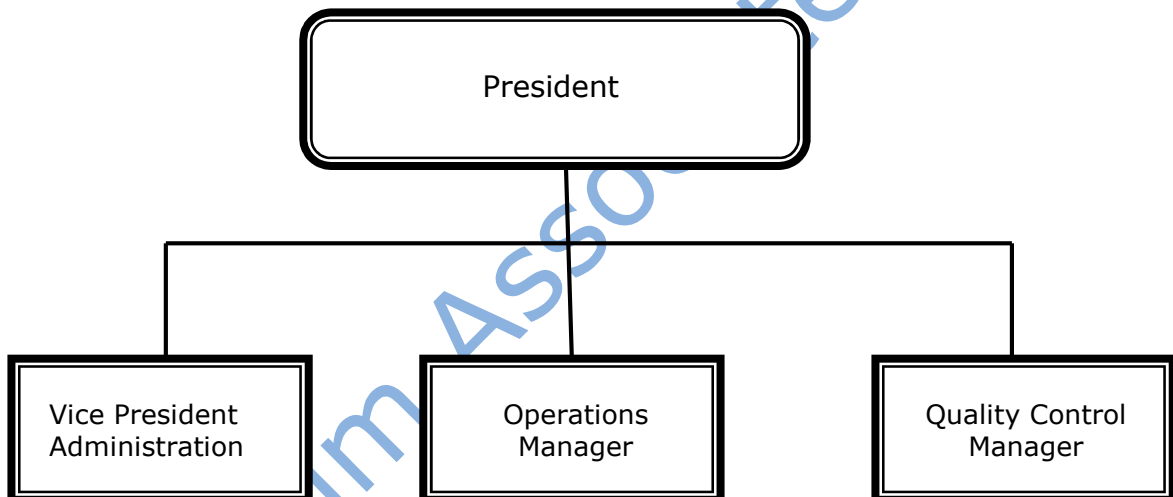 President
Vice President
Administration
Operations
Manager
Quality Control
Manager